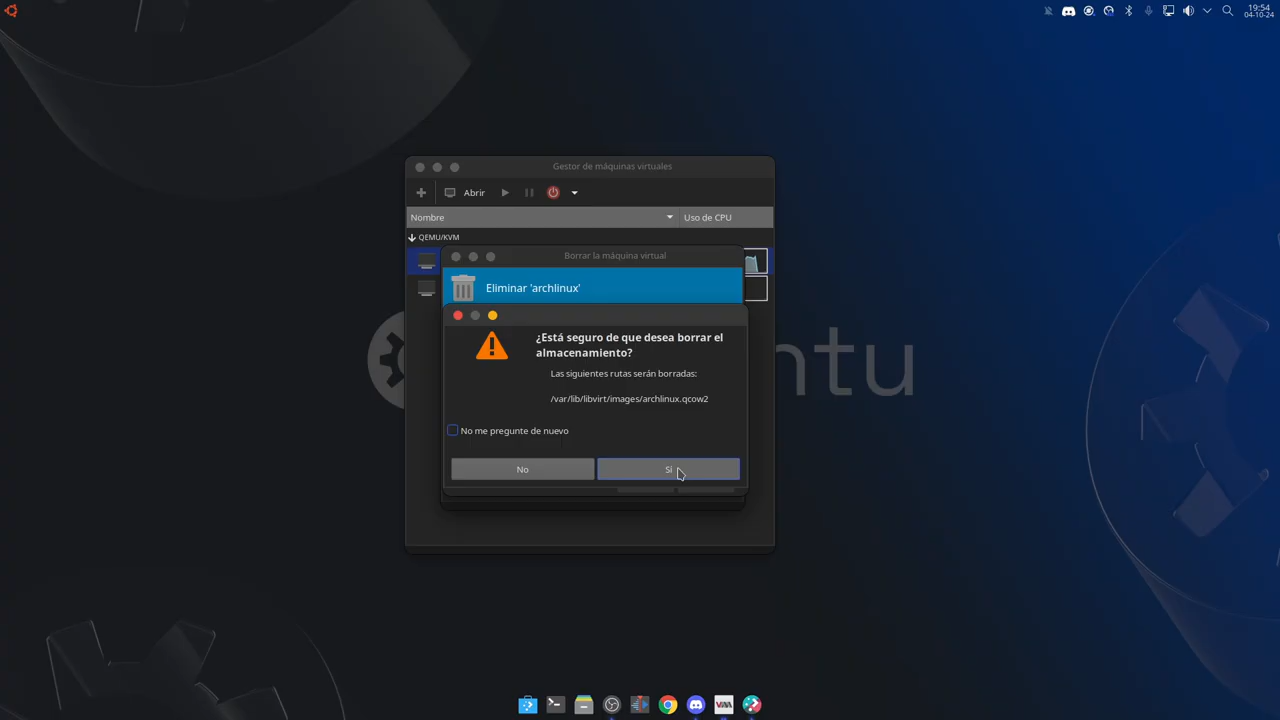 19:54
04-10-24
Gestor de máquinas virtuales
Abrir
Nombre
Uso de CPU
QEMU/KVM
Borrar la máquina virtual
Eliminar 'archlinux'
¿Está seguro de que desea borrar el
almacenamiento?
Las siguientes rutas serán borradas:
/var/lib/libvirt/images/archlinux.qcow2
No me pregunte de nuevo
No
Sí
ntu